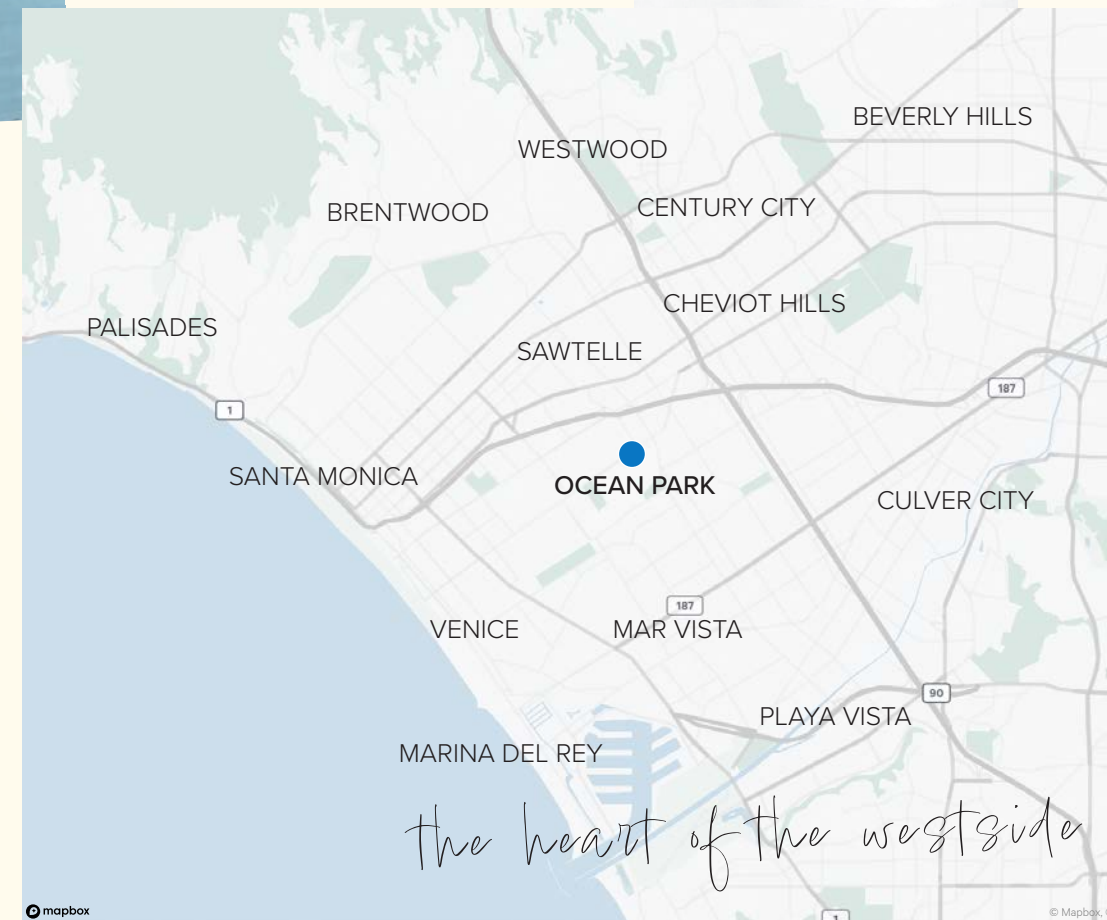 BEVERLY HILLS
WESTWOOD
CENTURY CITY
BRENTWOOD
CHEVIOT HILLS
PALISADES
SAWTELLE
187
1
SANTA MONICA
OCEAN PARK
CULVER CITY
187
VENICE
MAR VISTA
90
PLAYA VISTA
MARINA DEL REY
the heart of the westside
mapbox
1
© Mapbox,